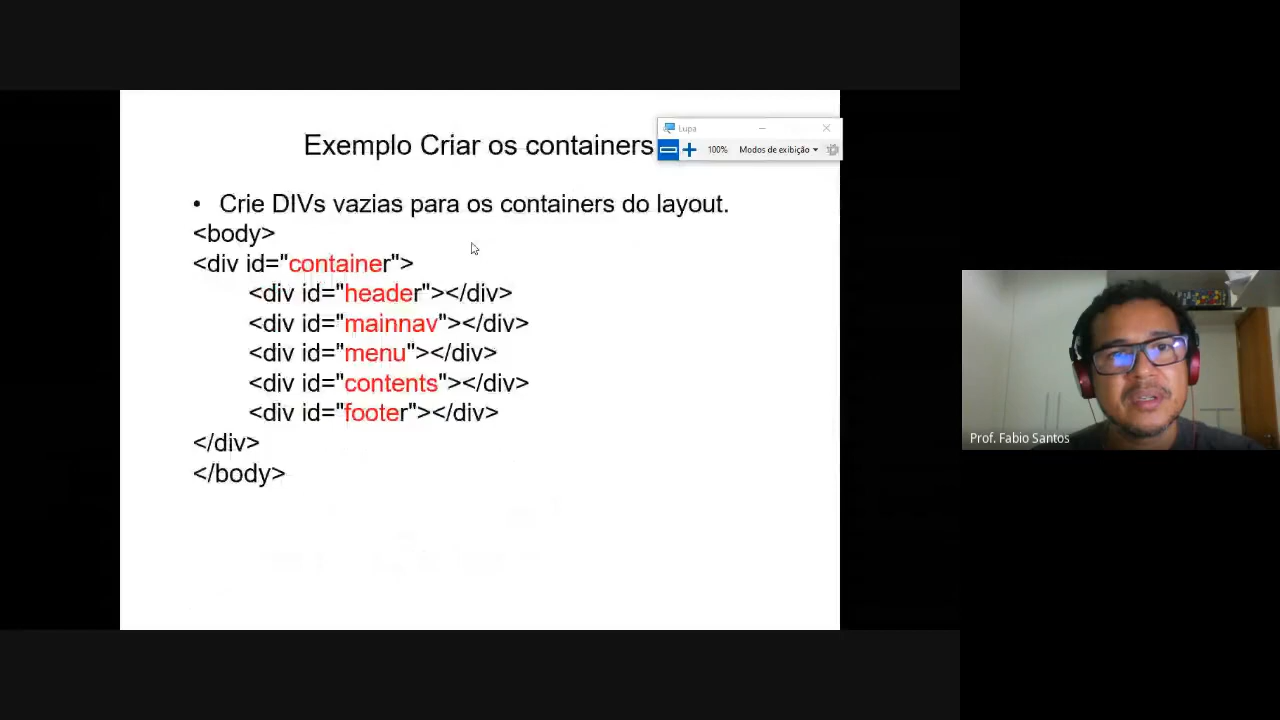 Exemplo Criar os containers
Lupa
100%
Modos de exibição
• Crie DIVs vazias para os containers do layout.
<body>
<div id="container">
<div id="header"></div>
<div id="mainnav"></div>
<div id="menu"></div>
<div id="contents"></div>
<div id="footer"></div>
</div>
</body>
Prof. Fabio Santos